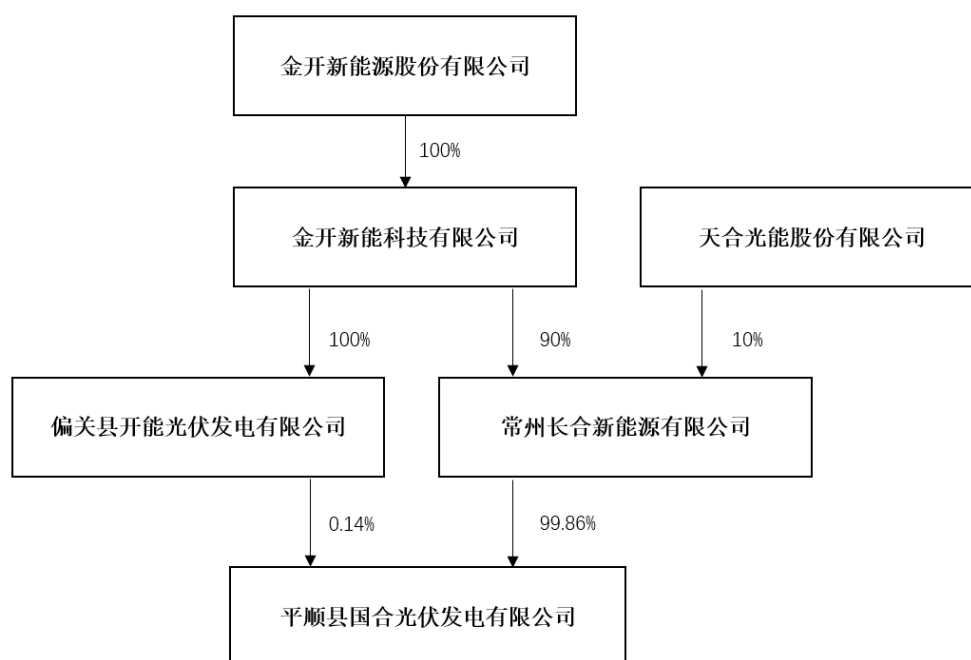 金开新能源股份有限公司
100%
金开新能科技有限公司
天合光能股份有限公司
100%
90%
10%
偏关县开能光伏发电有限公司
常州长合新能源有限公司
0.14%
99.86%
平顺县国合光伏发电有限公司